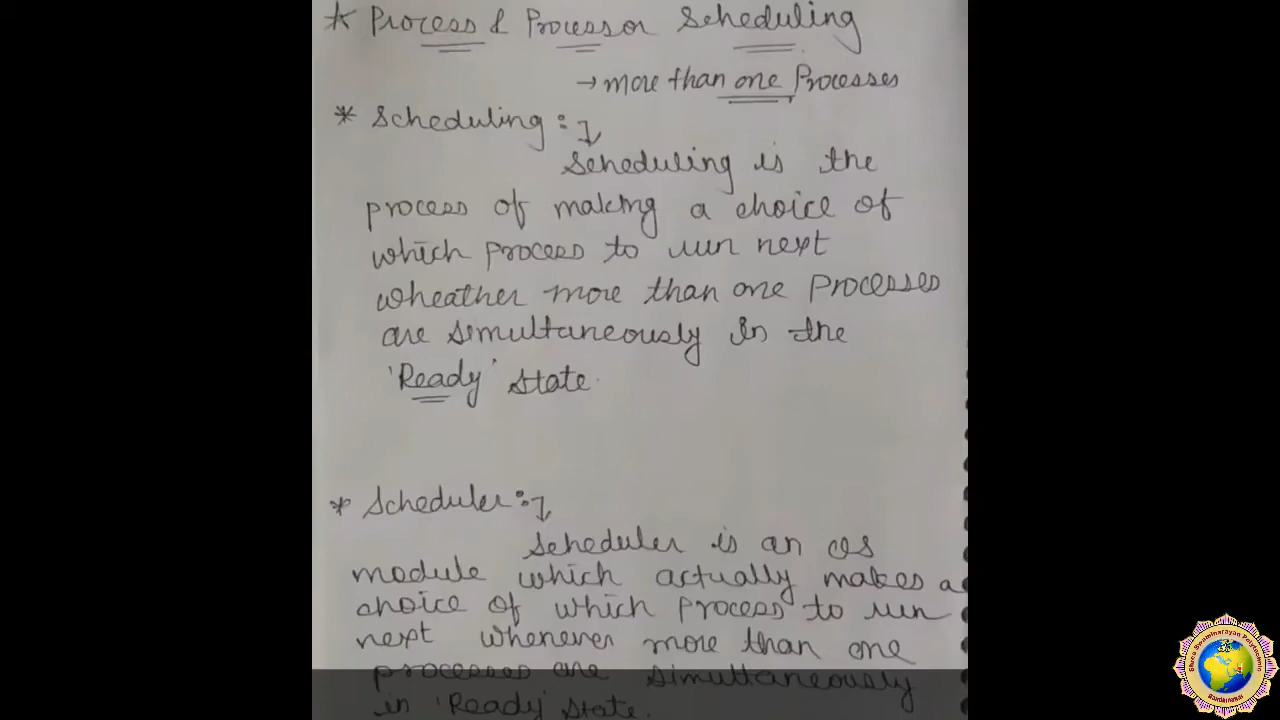 * Process & Processor Scheduling
→ more than one Processes
* Scheduling :-
Scheduling is the
process of making a choice of
which process to run next
wheather more than one processes
are simultaneously in the
'Ready' State.
* Scheduler :-
Scheduler is an OS
module which actually makes a
choice of which process to run
next whenever more than one
processes are simultaneously
in 'Ready' State.